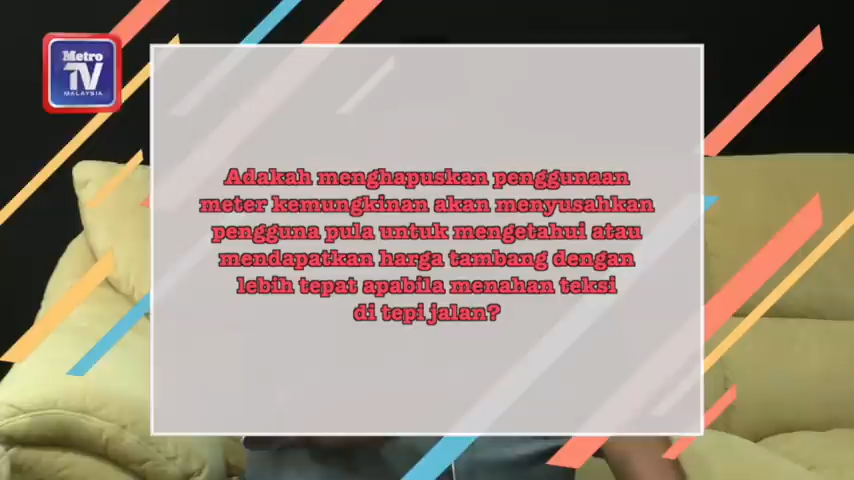 Metro
TV
MALAYSIA
Adakah menghapuskan penggunaan
meter kemungkinan akan menyusahkan
pengguna pula untuk mengetahui atau
mendapatkan harga tambang dengan
lebih tepat apabila menahan teksi
di tepi jalan?